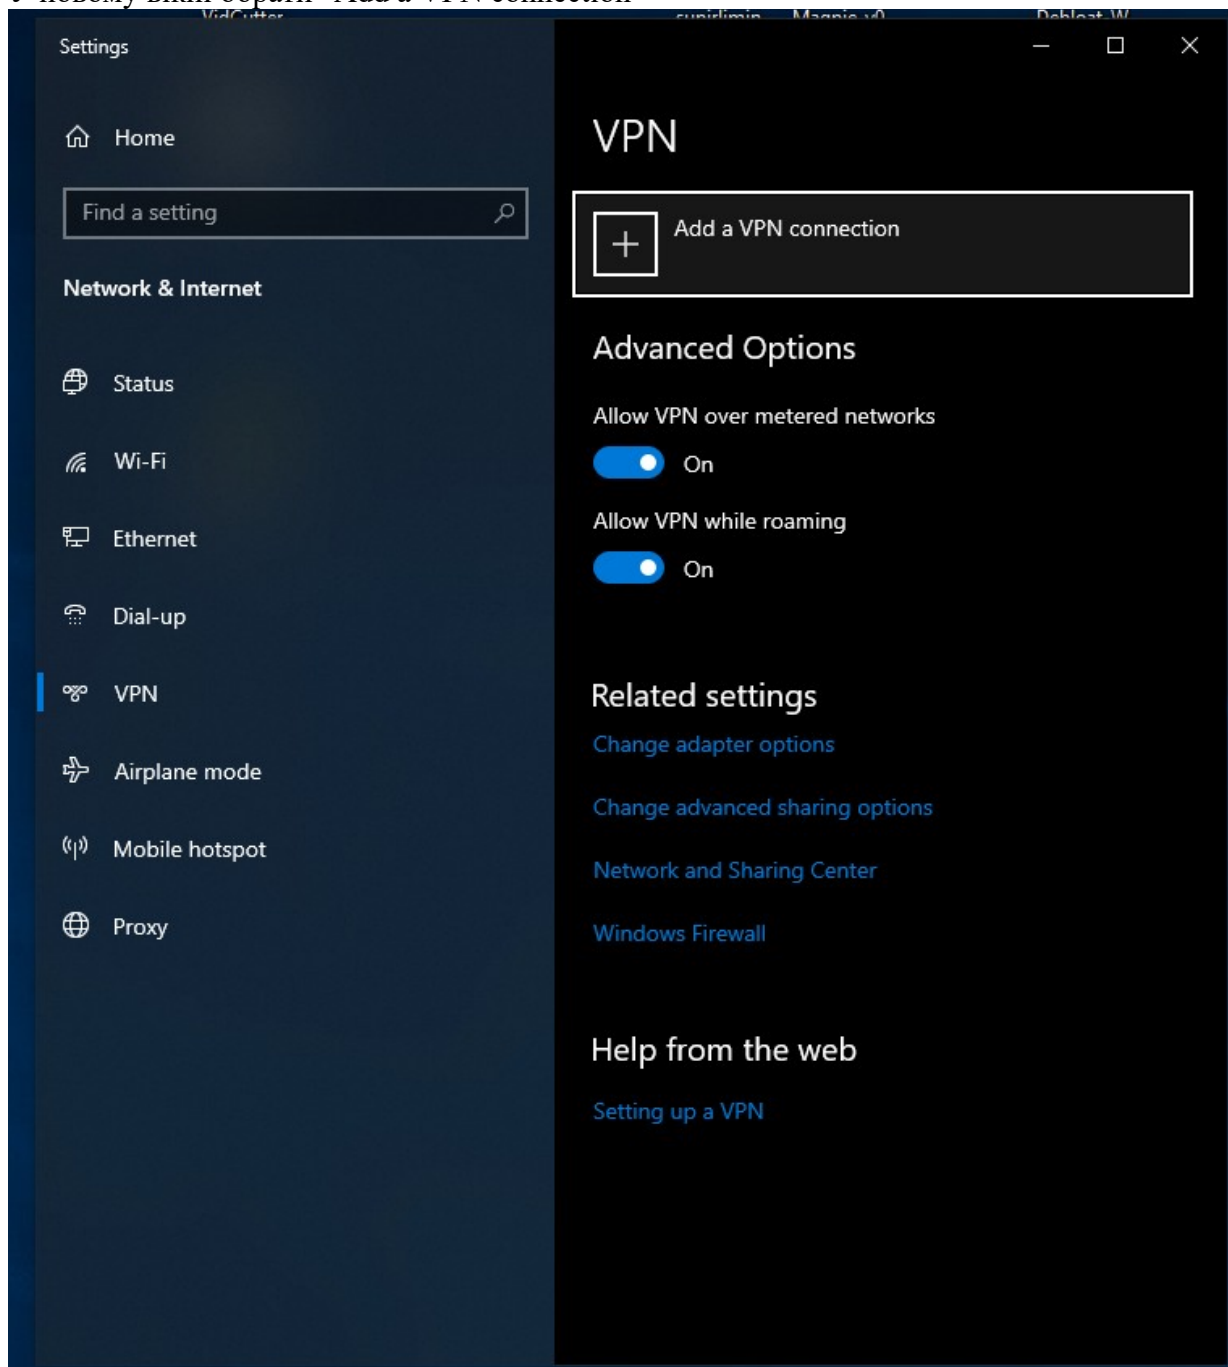 Add a VPN connection
Settings
Home
Find a setting
Network & Internet
Status
Wi-Fi
Ethernet
Dial-up
VPN
Airplane mode
Mobile hotspot
Proxy
VPN
Add a VPN connection
Advanced Options
Allow VPN over metered networks
On
Allow VPN while roaming
On
Related settings
Change adapter options
Change advanced sharing options
Network and Sharing Center
Windows Firewall
Help from the web
Setting up a VPN